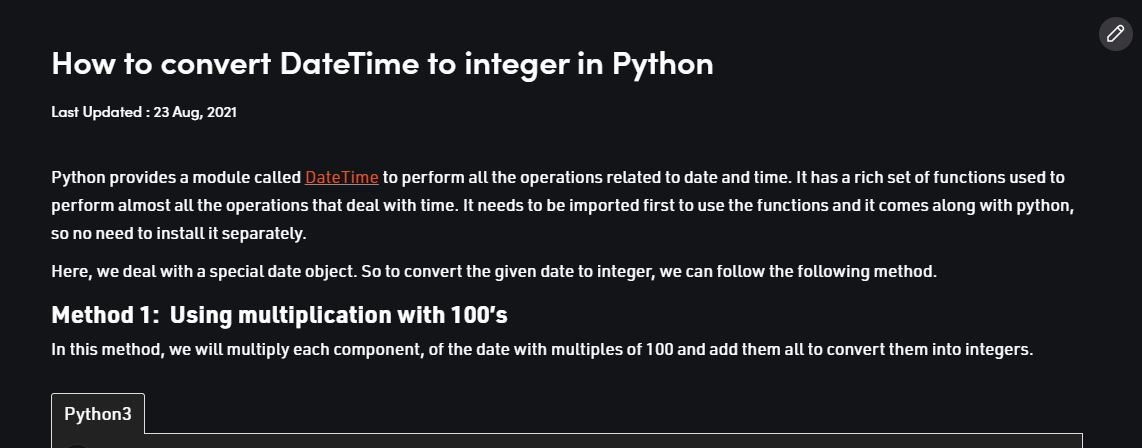 How to convert DateTime to integer in Python
Last Updated : 23 Aug, 2021
Python provides a module called DateTime to perform all the operations related to date and time. It has a rich set of functions used to
perform almost all the operations that deal with time. It needs to be imported first to use the functions and it comes along with python,
so no need to install it separately.
Here, we deal with a special date object. So to convert the given date to integer, we can follow the following method.
Method 1:  Using multiplication with 100's
In this method, we will multiply each component, of the date with multiples of 100 and add them all to convert them into integers.
Python3